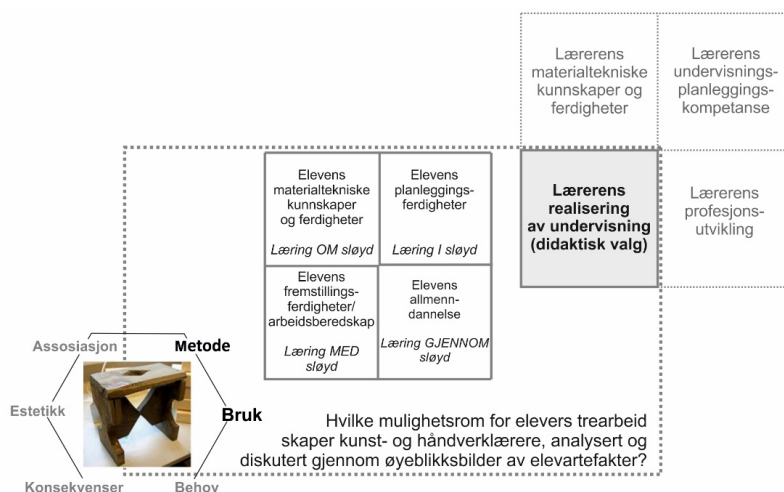 Lærerens
materialtekniske
kunnskaper og
ferdigheter
Lærerens
undervisnings-
planleggings-
kompetanse
Elevens
materialtekniske
kunnskaper
og ferdigheter
Læring OM sløyd
Elevens
planleggings-
ferdigheter
Læring I sløyd
Lærerens
realisering
av undervisning
(didaktisk valg)
Lærerens
profesjons-
utvikling
Elevens
fremstillings-
ferdigheter/
arbeidsberedskap
Læring MED
sløyd
Elevens
allmenn-
dannelse
Læring GJENNOM
sløyd
Assosiasjon
Metode
Estetikk
Bruk
Konsekvenser
Behov
Hvilke mulighetsrom for elevers trearbeid
skaper kunst- og håndverklærere, analysert og
diskutert gjennom øyeblikksbilder av elevartefakter?